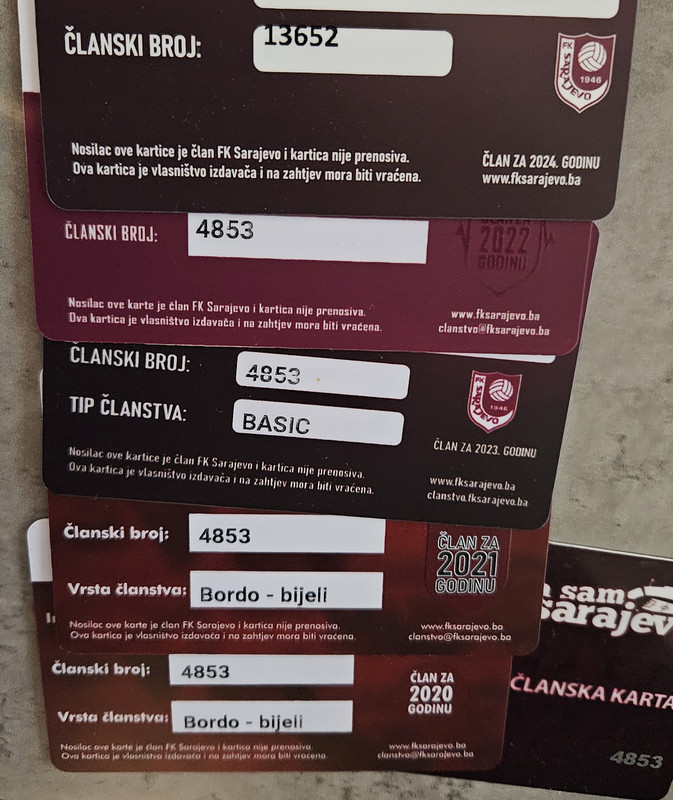 ČLANSKI BROJ: 13652
FK SARAJEVO
1946
Nosilac ove kartice je član FK Sarajevo i kartica nije prenosiva.
Ova kartica je vlasništvo izdavača i na zahtjev mora biti vraćena.
ČLAN ZA 2024. GODINU
www.fksarajevo.ba
ČLANSKI BROJ: 4853
ČLAN ZA
2022
GODINU
Nosilac ove karte je član FK Sarajevo i kartica nije prenosiva.
Ova kartica je vlasništvo izdavača i na zahtjev mora biti vraćena.
www.fksarajevo.ba
clanstvo@fksarajevo.ba
ČLANSKI BROJ: 4853
TIP ČLANSTVA: BASIC
FK SARAJEVO
1946
ČLAN ZA 2023. GODINU
Nosilac ove kartice je član FK Sarajevo i kartica nije prenosiva.
Ova kartica je vlasništvo izdavača i na zahtjev mora biti vraćena.
www.fksarajevo.ba
clanstvo.fksarajevo.ba
Članski broj: 4853
Vrsta članstva: Bordo - bijeli
ČLAN ZA
2021
GODINU
Nosilac ove karte je član FK Sarajevo i kartica nije prenosiva.
Ova kartica je vlasništvo izdavača i na zahtjev mora biti vraćena.
www.fksarajevo.ba
clanstvo@fksarajevo.ba
Članski broj: 4853
Vrsta članstva: Bordo - bijeli
ČLAN ZA
2020
GODINU
Nosilac ove karte je član FK Sarajevo i kartica nije prenosiva.
Ova kartica je vlasništvo izdavača i na zahtjev mora biti vraćena.
www.fksarajevo.ba
clanstvo@fksarajevo.ba
sam
sarajev
ČLANSKA KARTA
4853